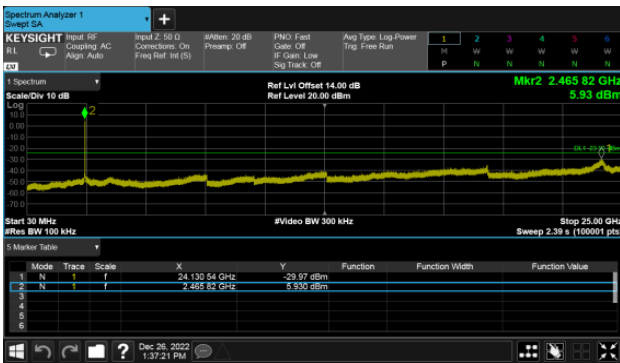 Spectrum Analyzer 1
Swept SA
+
KEYSIGHT Input: RF Input Z: 50 Ω #Atten: 20 dB PNO: Fast Avg Type: Log-Power 1 2 3 4 5 6
RL Coupling: AC Corrections: On Preamp: Off Gate: Off Trig: Free Run M W W W W W
Align: Auto Freq Ref: Int (S) IF Gain: Low P N N N N N
LXI Sig Track: Off
1 Spectrum Ref Lvl Offset 14.00 dB Mkr2 2.465 82 GHz
Scale/Div 10 dB Ref Level 20.00 dBm 5.93 dBm
Log
10.0
0.00
-10.0
-20.0
-30.0
-40.0
-50.0
-60.0
-70.0
2
Start 30 MHz #Video BW 300 kHz Stop 25.00 GHz
#Res BW 100 kHz Sweep 2.39 s (100001 pts)
5 Marker Table
Mode Trace Scale X Y Function Function Width Function Value
1 N 1 f 24.130 54 GHz -29.97 dBm
2 N 1 f 2.465 82 GHz 5.930 dBm
3
4
5
6
? Dec 26, 2022
1:37:21 PM